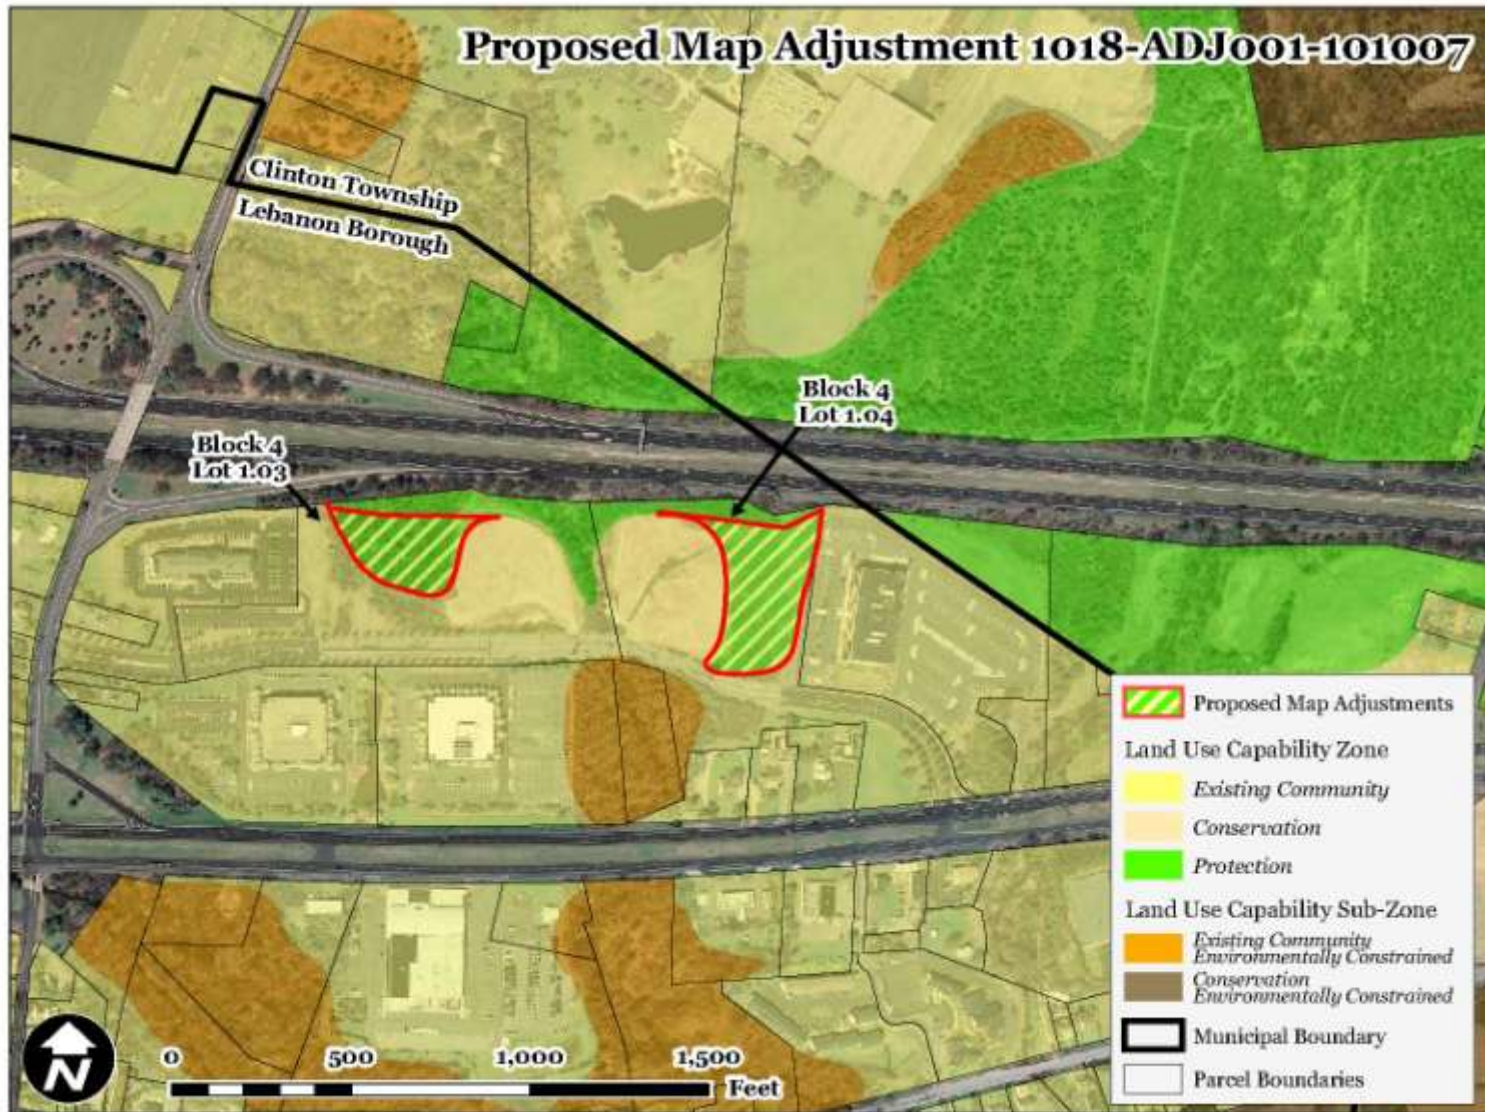 Proposed Map Adjustment 1018-ADJ001-101007
Clinton Township
Lebanon Borough
Block 4
Lot 1.04
Block 4
Lot 1.03
Proposed Map Adjustments
Land Use Capability Zone
Existing Community
Conservation
Protection
Land Use Capability Sub-Zone
Existing Community
Environmentally Constrained
Conservation
Environmentally Constrained
Municipal Boundary
Parcel Boundaries
N
0 500 1,000 1,500
Feet